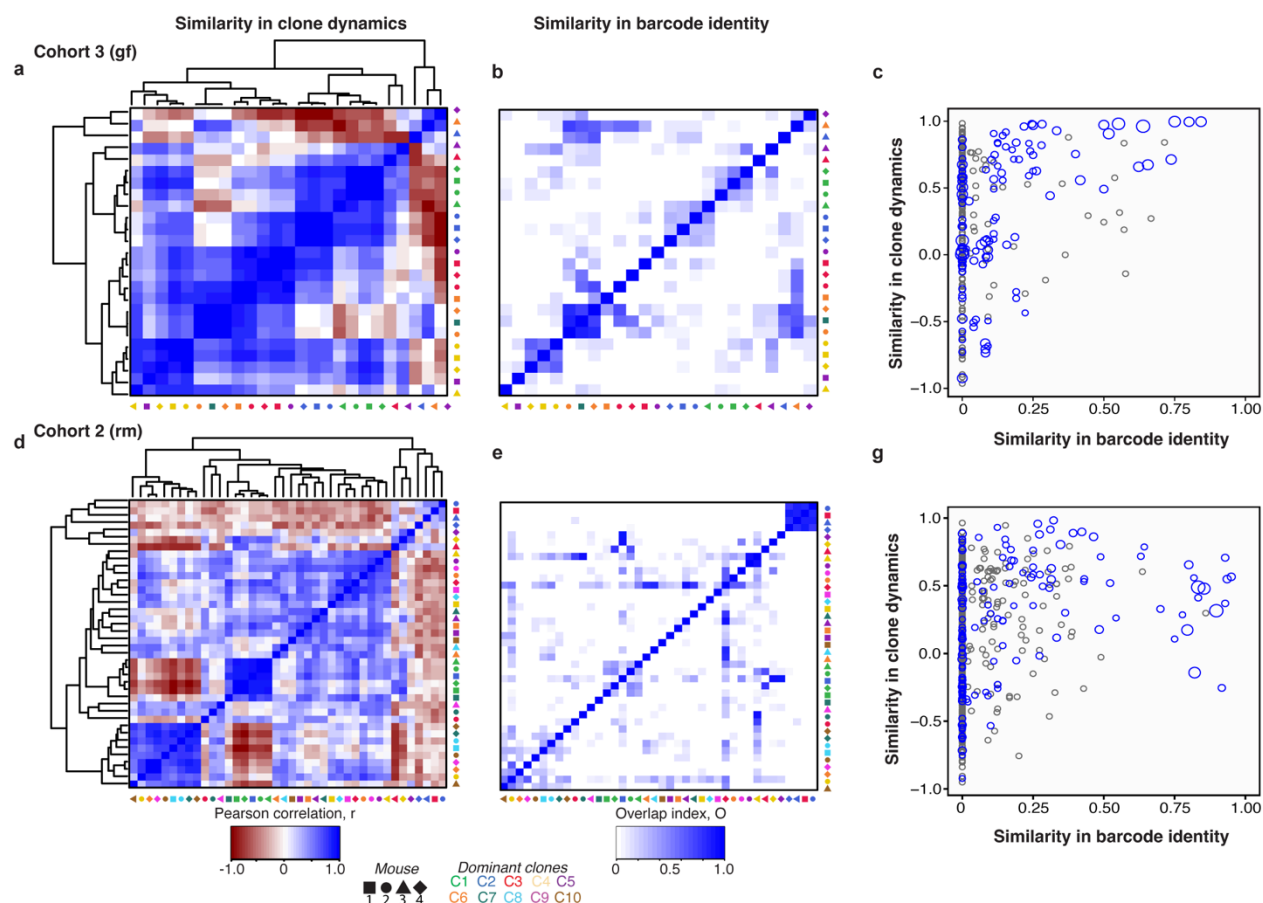 Similarity in clone dynamics
Similarity in barcode identity
Cohort 3 (gf)
a
b
c
Similarity in clone dynamics
1.0
0.5
0.0
−0.5
−1.0
0
0.25
0.50
0.75
1.00
Similarity in barcode identity
Cohort 2 (rm)
d
e
g
Similarity in clone dynamics
1.0
0.5
0.0
−0.5
−1.0
0
0.25
0.50
0.75
1.00
Similarity in barcode identity
Pearson correlation, r
-1.0
0
1.0
Overlap index, O
0
0.5
1.0
Mouse
1 2 3 4
Dominant clones
C1 C2 C3 C4 C5
C6 C7 C8 C9 C10